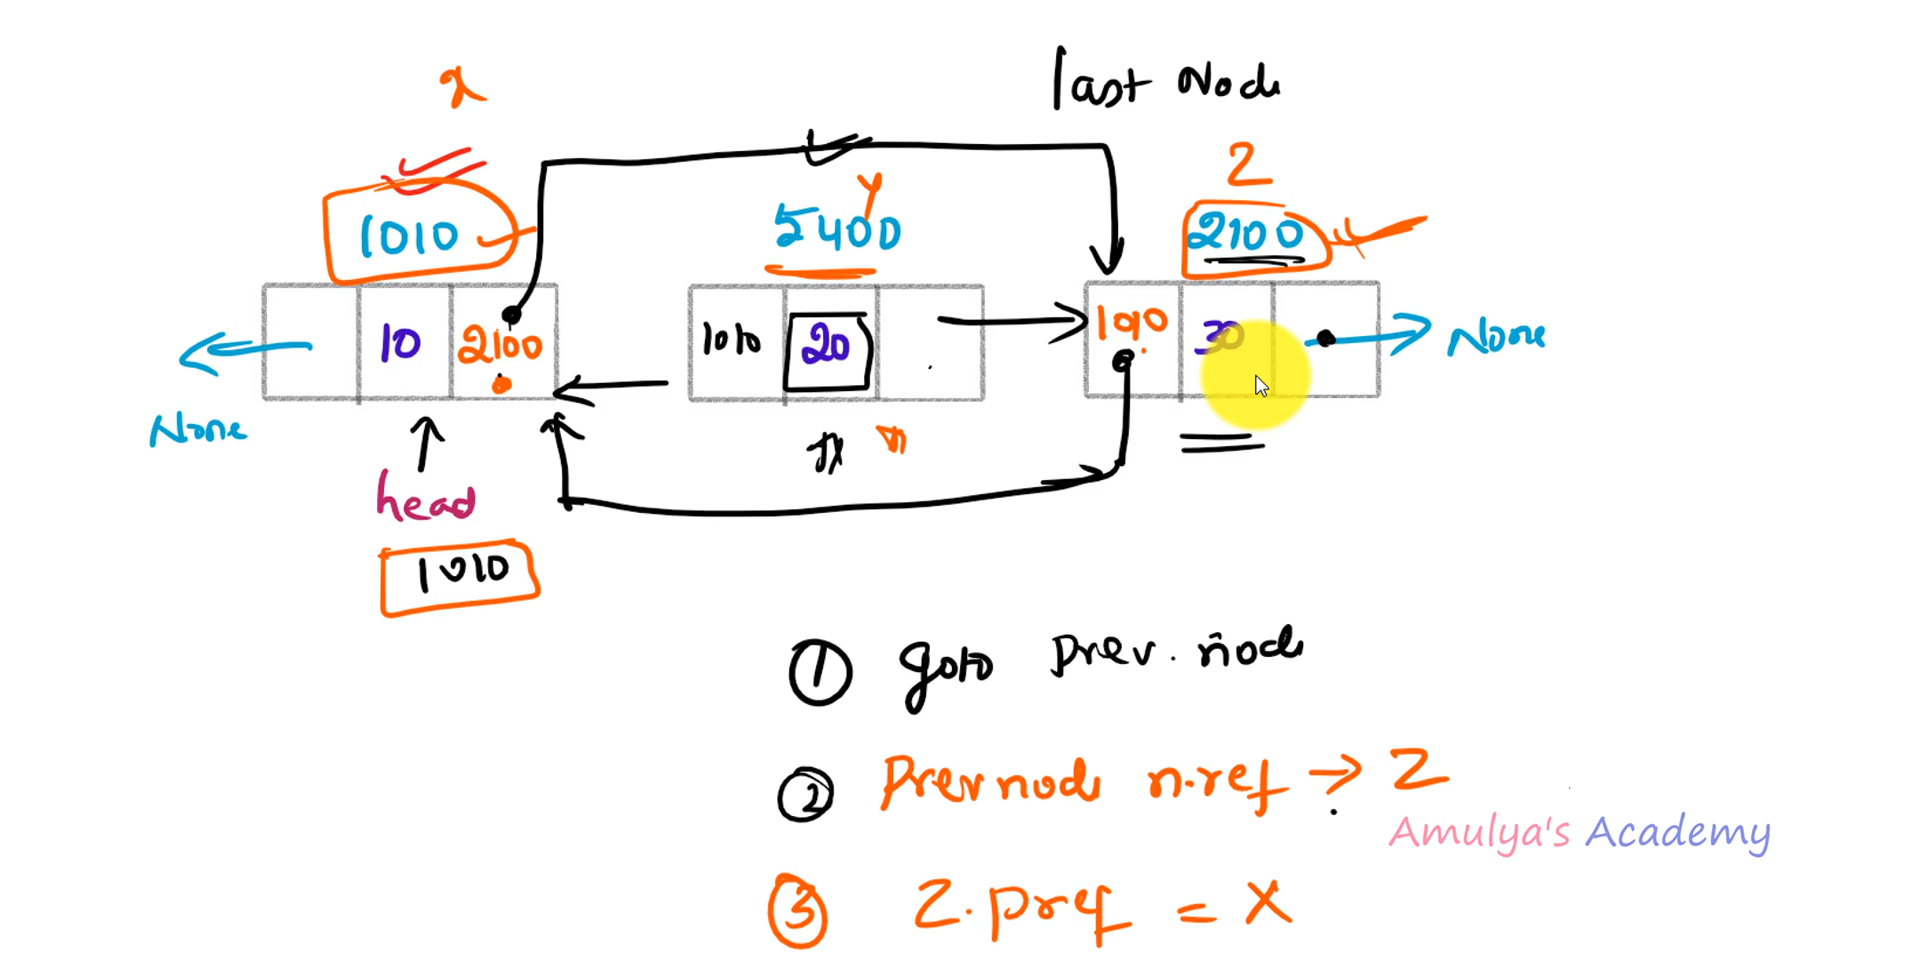 x
last Node
y
Z
1010
5400
2100
10
2100
1010
20
1010
30
None
None
head
1010
n
① goto prev. node
② Prev node n.ref → Z
Amulya's Academy
③ Z.pref = X